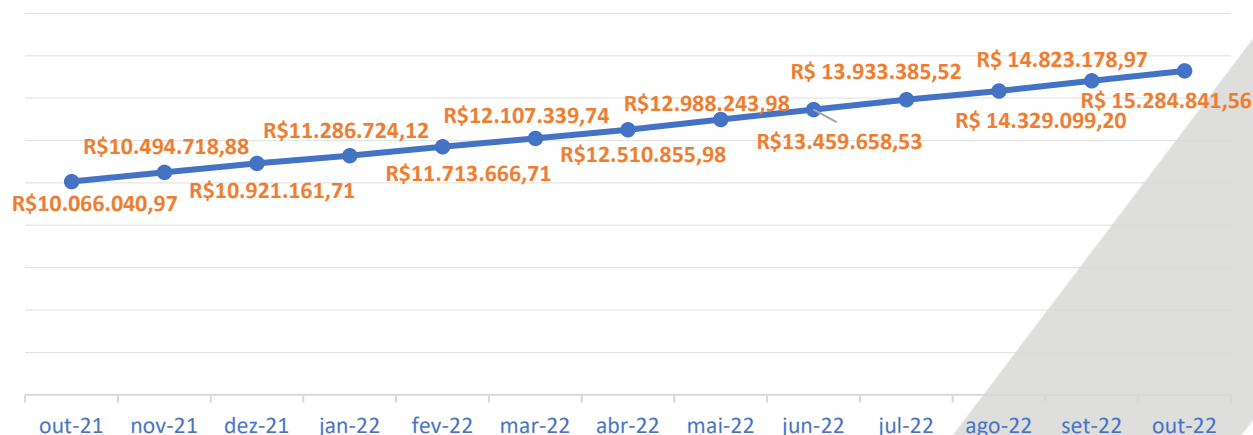 R$10.066.040,97
R$10.494.718,88
R$10.921.161,71
R$11.286.724,12
R$11.713.666,71
R$12.107.339,74
R$12.510.855,98
R$12.988.243,98
R$13.459.658,53
R$ 13.933.385,52
R$ 14.329.099,20
R$ 14.823.178,97
R$ 15.284.841,56
out-21 nov-21 dez-21 jan-22 fev-22 mar-22 abr-22 mai-22 jun-22 jul-22 ago-22 set-22 out-22